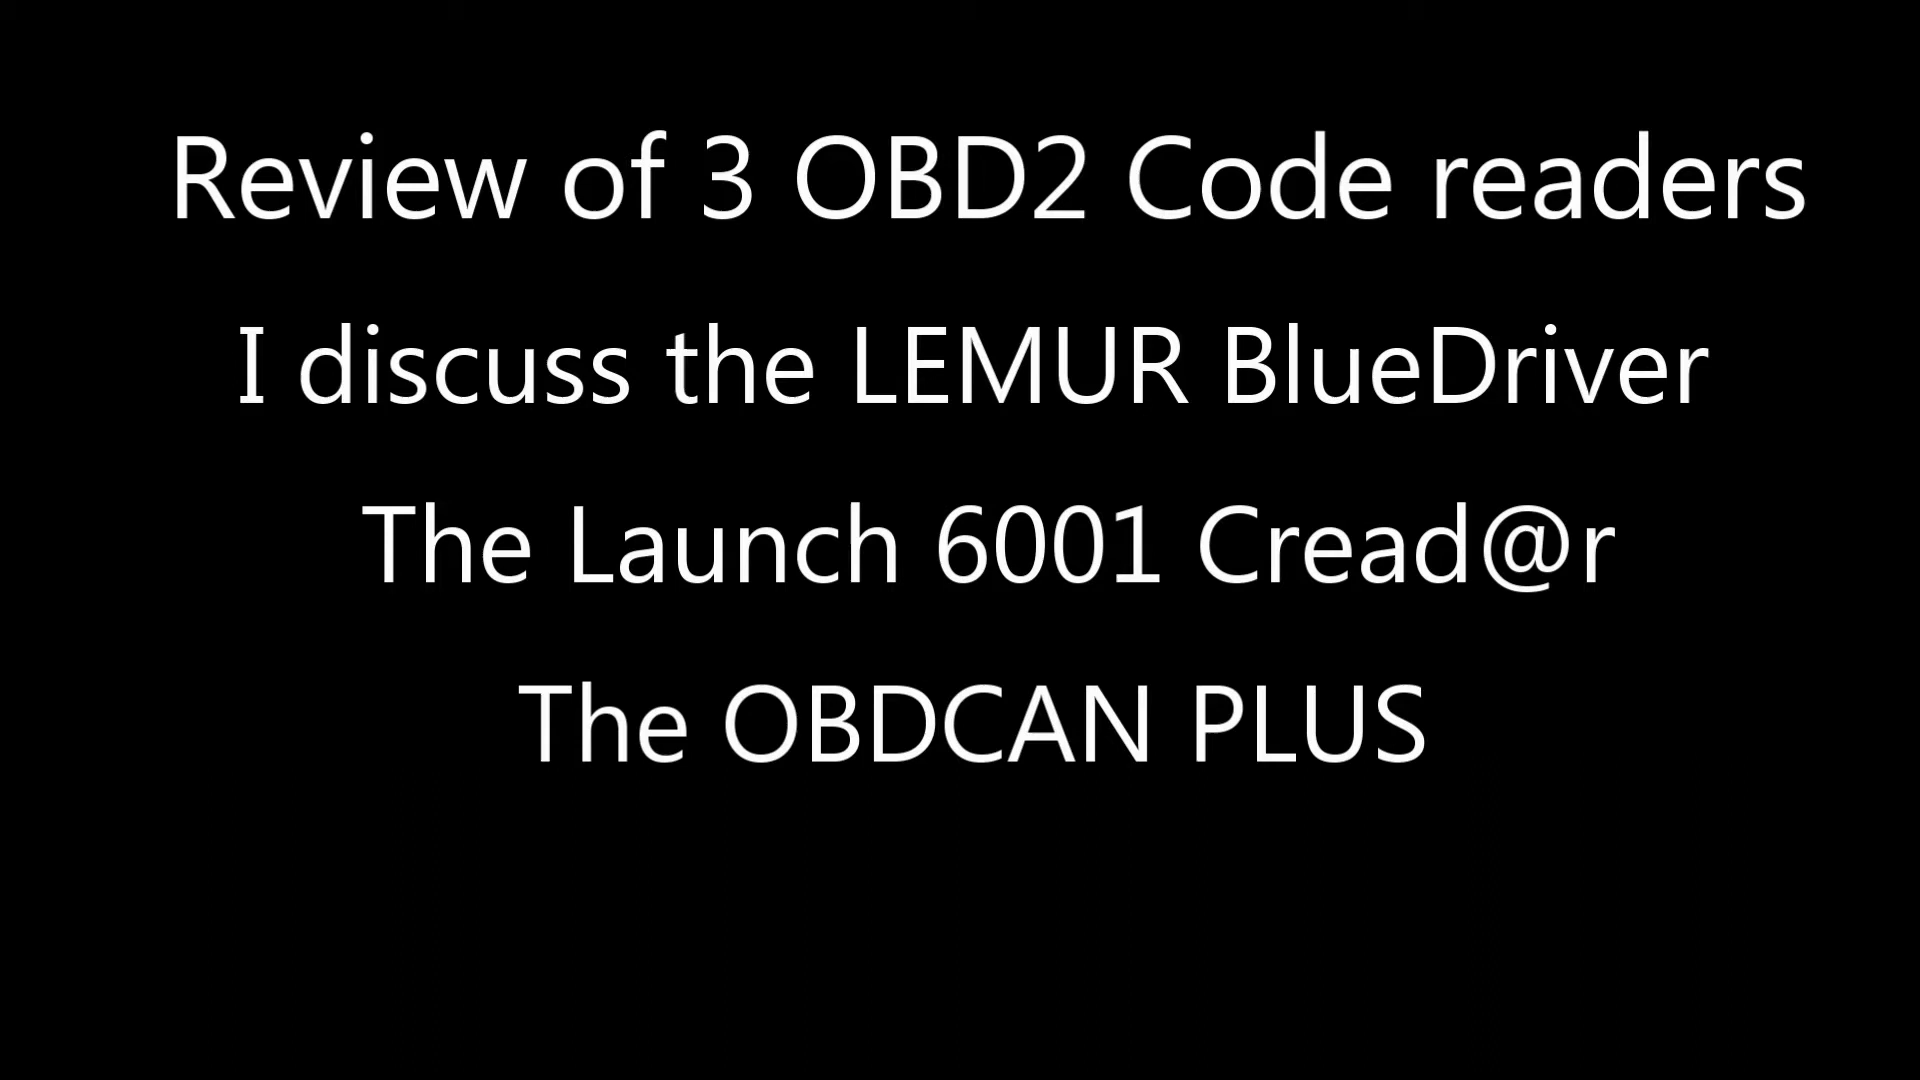 Review of 3 OBD2 Code readers
I discuss the LEMUR BlueDriver
The Launch 6001 Cread@r
The OBDCAN PLUS